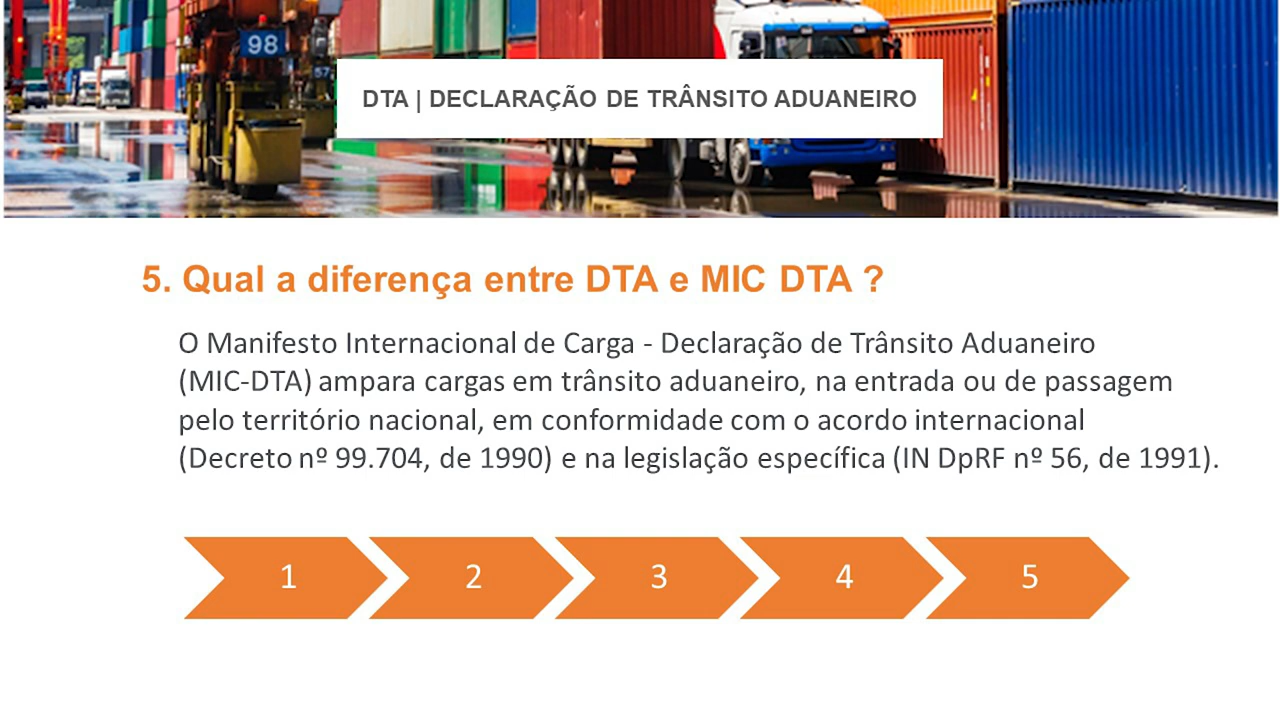 98
57
DTA | DECLARAÇÃO DE TRÂNSITO ADUANEIRO
5. Qual a diferença entre DTA e MIC DTA ?
O Manifesto Internacional de Carga - Declaração de Trânsito Aduaneiro
(MIC-DTA) ampara cargas em trânsito aduaneiro, na entrada ou de passagem
pelo território nacional, em conformidade com o acordo internacional
(Decreto nº 99.704, de 1990) e na legislação específica (IN DpRF nº 56, de 1991).
1 2 3 4 5